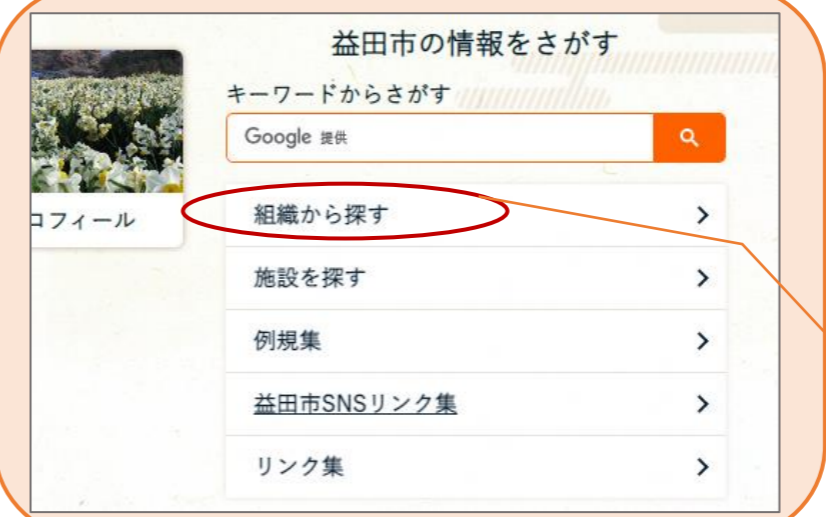 益田市の情報をさがす
キーワードからさがす
Google 提供
組織から探す
ロフィール
施設を探す
例規集
益田市SNSリンク集
リンク集